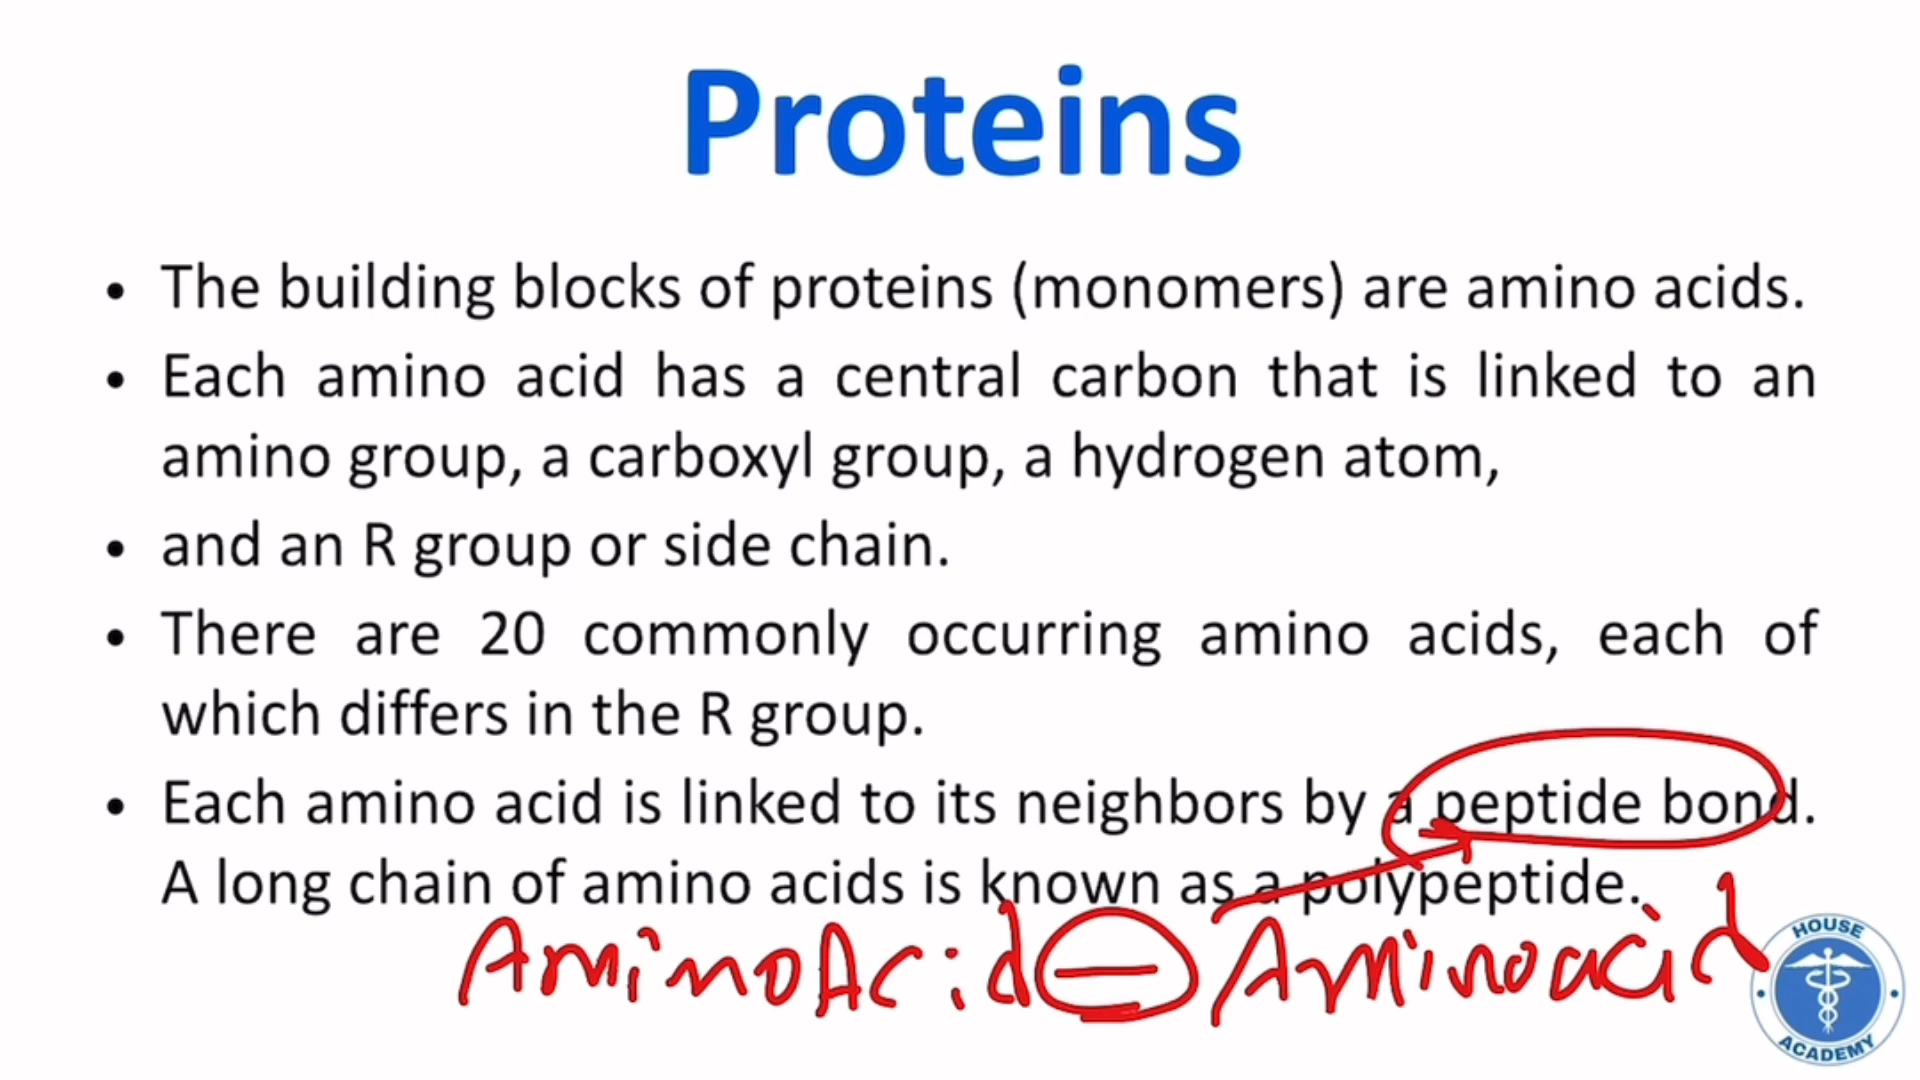 Proteins
• The building blocks of proteins (monomers) are amino acids.
• Each amino acid has a central carbon that is linked to an
amino group, a carboxyl group, a hydrogen atom,
• and an R group or side chain.
• There are 20 commonly occurring amino acids, each of
which differs in the R group.
• Each amino acid is linked to its neighbors by a peptide bond.
A long chain of amino acids is known as a polypeptide.
AminoAcid — Aminoacid
HOUSE
ACADEMY